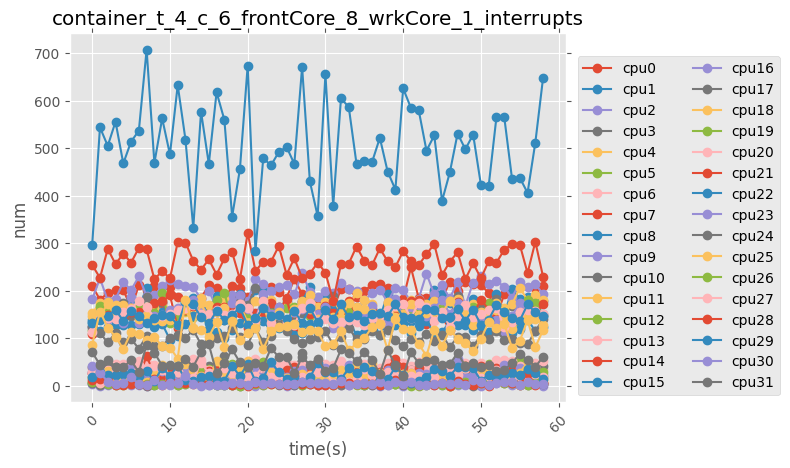 container_t_4_c_6_frontCore_8_wrkCore_1_interrupts
700
600
500
400
300
200
100
0
num
0
10
20
30
40
50
60
time(s)
cpu0
cpu1
cpu2
cpu3
cpu4
cpu5
cpu6
cpu7
cpu8
cpu9
cpu10
cpu11
cpu12
cpu13
cpu14
cpu15
cpu16
cpu17
cpu18
cpu19
cpu20
cpu21
cpu22
cpu23
cpu24
cpu25
cpu26
cpu27
cpu28
cpu29
cpu30
cpu31